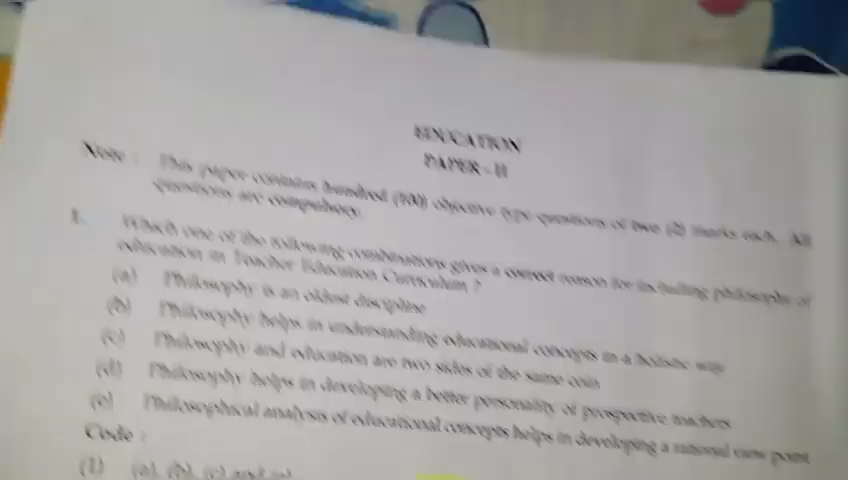 EDUCATION
PAPER - II
Note : This paper contains hundred (100) objective type questions of two (2) marks each. All
questions are compulsory.
1. Which one of the following combinations gives a correct reason for including philosophy of
education in Teacher Education Curriculum ?
(a) Philosophy is an oldest discipline
(b) Philosophy helps in understanding educational concepts in a holistic way
(c) Philosophy and education are two sides of the same coin
(d) Philosophy helps in developing a better personality of prospective teachers
(e) Philosophical analysis of educational concepts helps in developing a rational view point
Code :
(1) (a), (b), (c) and